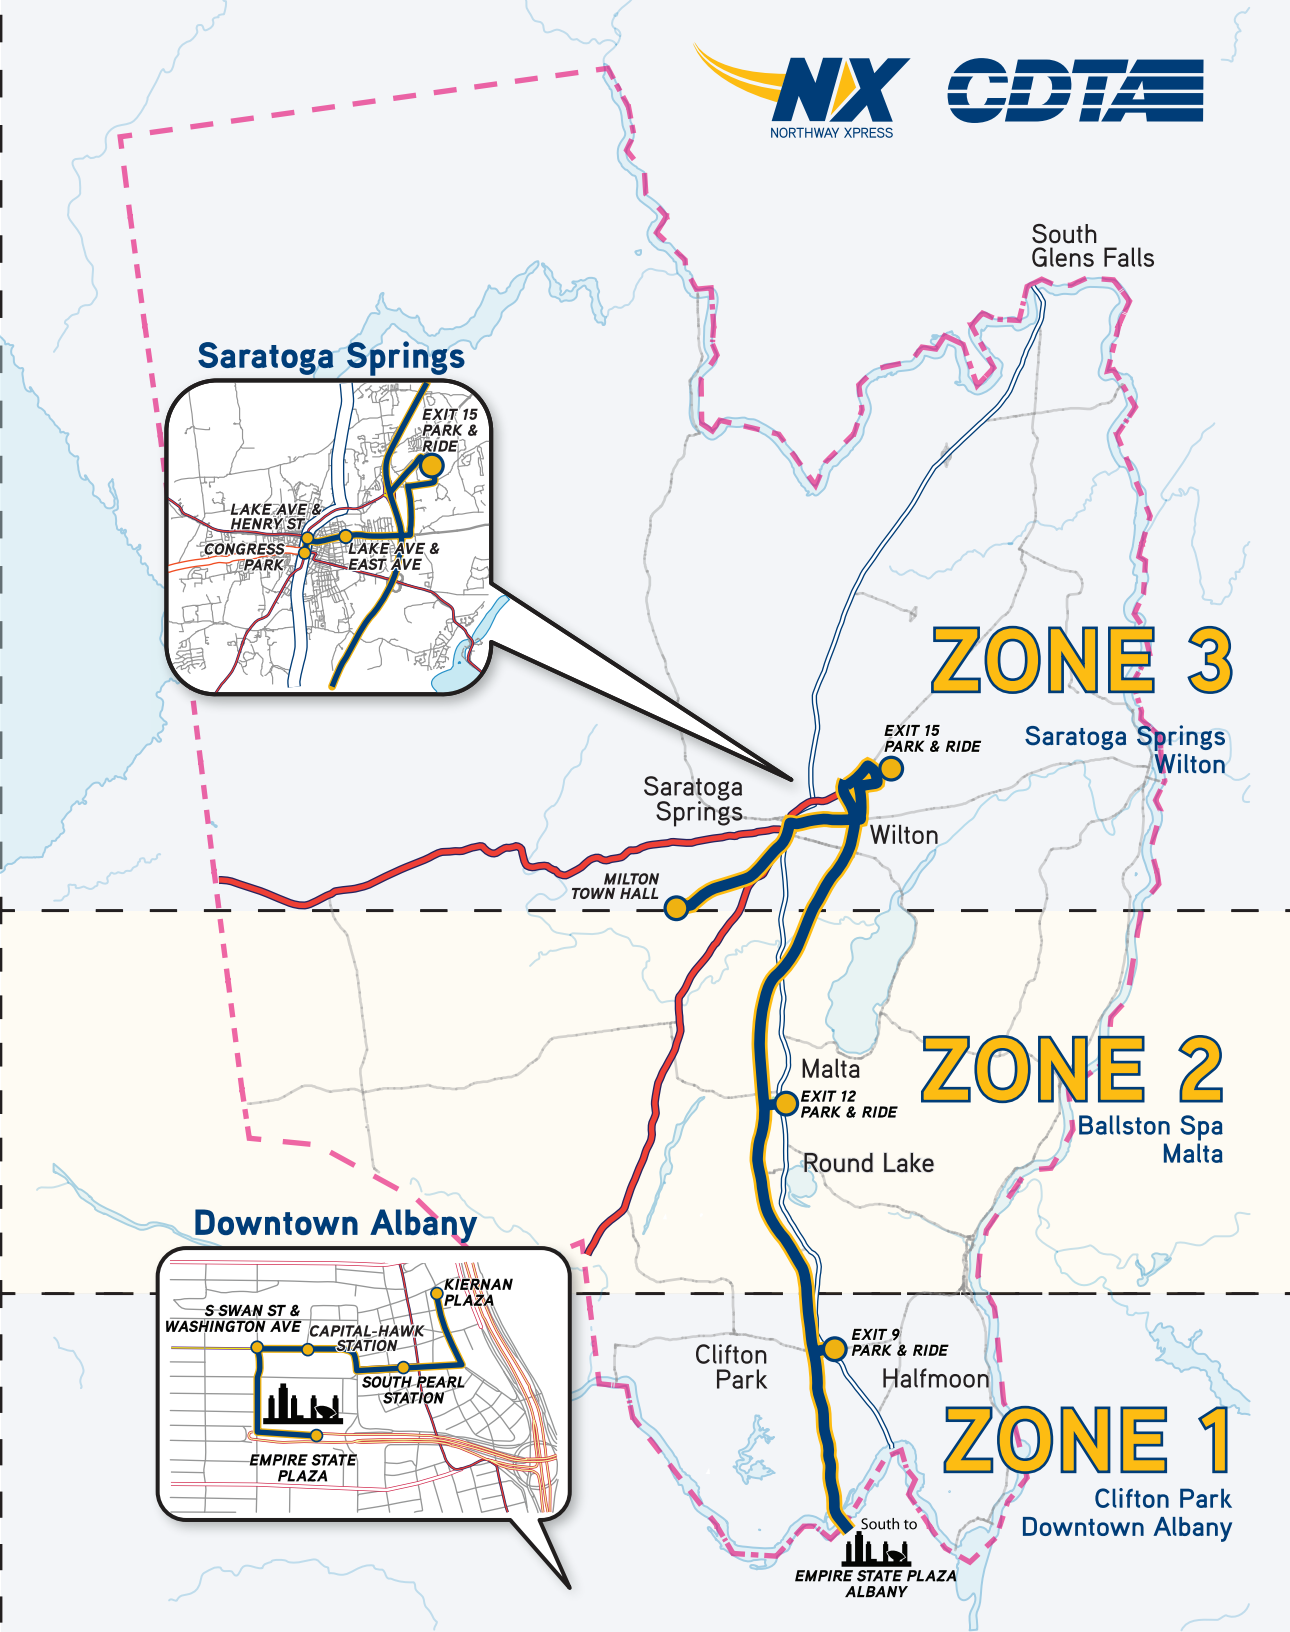 NX
NORTHWAY XPRESS
CDTA
South
Glens Falls
Saratoga Springs
EXIT 15
PARK &
RIDE
LAKE AVE &
HENRY ST
CONGRESS
PARK
LAKE AVE &
EAST AVE
ZONE 3
Saratoga Springs
Wilton
EXIT 15
PARK & RIDE
Saratoga
Springs
Wilton
MILTON
TOWN HALL
ZONE 2
Ballston Spa
Malta
Malta
EXIT 12
PARK & RIDE
Round Lake
Downtown Albany
KIERNAN
PLAZA
S SWAN ST &
WASHINGTON AVE
CAPITAL-HAWK
STATION
SOUTH PEARL
STATION
EMPIRE STATE
PLAZA
EXIT 9
PARK & RIDE
Clifton
Park
Halfmoon
ZONE 1
Clifton Park
Downtown Albany
South to
EMPIRE STATE PLAZA
ALBANY